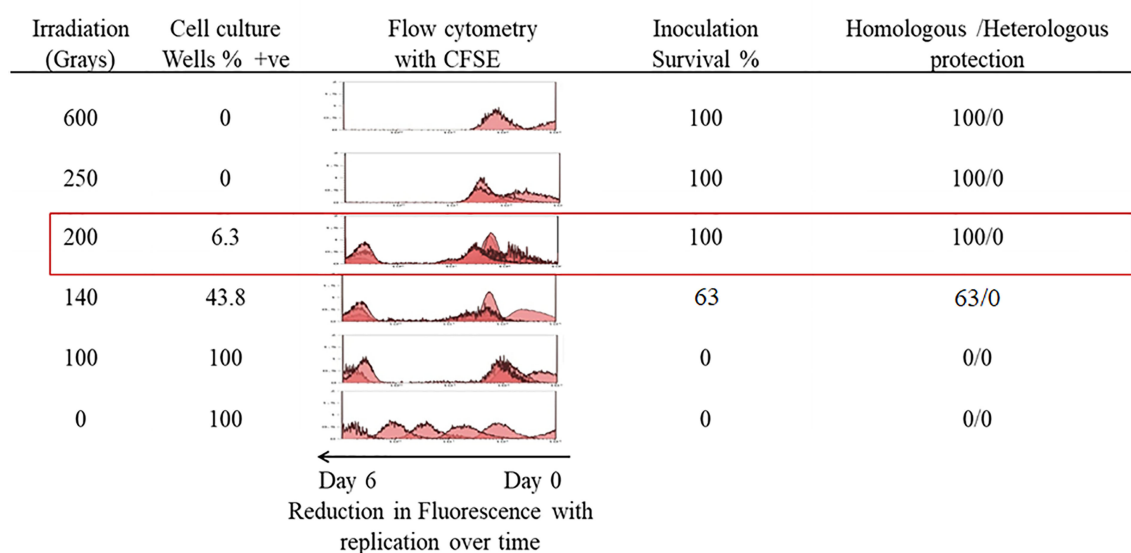 Irradiation Cell culture Flow cytometry Inoculation Homologous /Heterologous
(Grays) Wells % +ve with CFSE Survival % protection
600 0 100 100/0
250 0 100 100/0
200 6.3 100 100/0
140 43.8 63 63/0
100 100 0 0/0
0 100 0 0/0
Day 6 Day 0
Reduction in Fluorescence with
replication over time